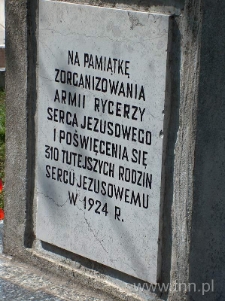 NA PAMIĄTKĘ
ZORGANIZOWANIA
ARMII RYCERZY
SERCA JEZUSOWEGO
I POŚWIĘCENIA SIĘ
310 TUTEJSZYCH RODZIN
SERCU JEZUSOWEMU
W 1924 R.
www.tnn.pl